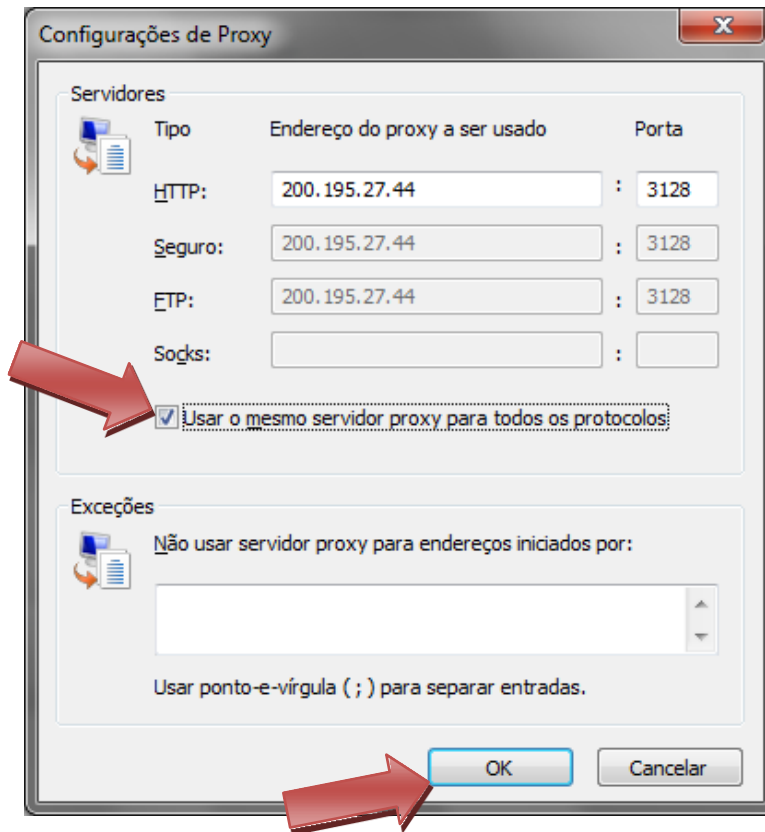 Configurações de Proxy
Servidores
Tipo Endereço do proxy a ser usado Porta
HTTP: 200.195.27.44 : 3128
Seguro: 200.195.27.44 : 3128
FTP: 200.195.27.44 : 3128
Socks: :
Usar o mesmo servidor proxy para todos os protocolos
Exceções
Não usar servidor proxy para endereços iniciados por:
Usar ponto-e-vírgula ( ; ) para separar entradas.
OK Cancelar